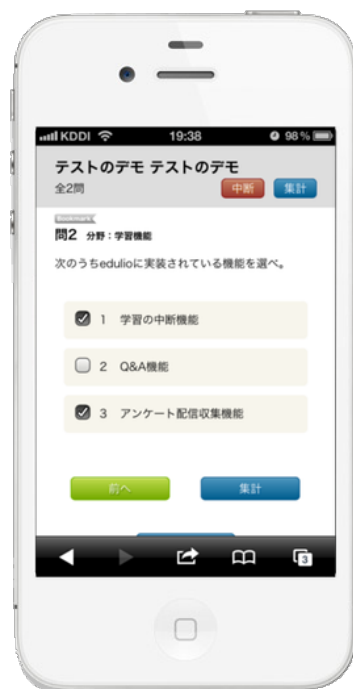 KDDI 19:38 98%
テストのデモ テストのデモ
全2問 中断 集計
Bookmark
問2 分野：学習機能
次のうちedulioに実装されている機能を選べ。
1 学習の中断機能
2 Q&A機能
3 アンケート配信収集機能
前へ 集計
3